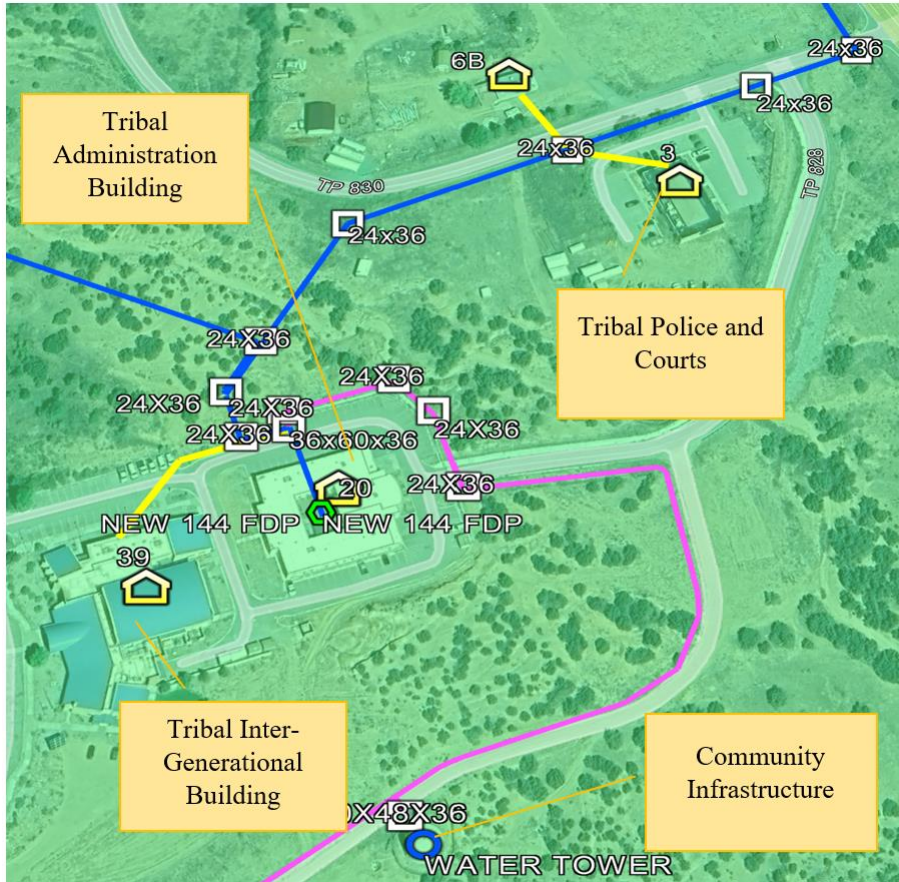 6B
24x36
24x36
Tribal
Administration
Building
24x36
3
TP 828
TP 830
24x36
Tribal Police and
Courts
24X36
24X36
24X36
24X36
24X36
24X36
36x60x36
24X36
20
NEW 144 FDP
NEW 144 FDP
39
Tribal Inter-
Generational
Building
Community
Infrastructure
WATER TOWER